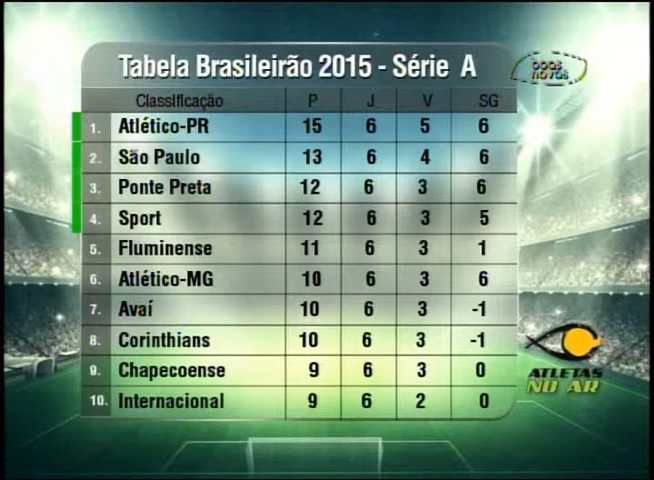 Tabela Brasileirão 2015 - Série A
boas
novas
Classificação P J V SG
1. Atlético-PR 15 6 5 6
2. São Paulo 13 6 4 6
3. Ponte Preta 12 6 3 6
4. Sport 12 6 3 5
5. Fluminense 11 6 3 1
6. Atlético-MG 10 6 3 6
7. Avaí 10 6 3 -1
8. Corinthians 10 6 3 -1
9. Chapecoense 9 6 3 0
10. Internacional 9 6 2 0
ATLETAS
NO AR